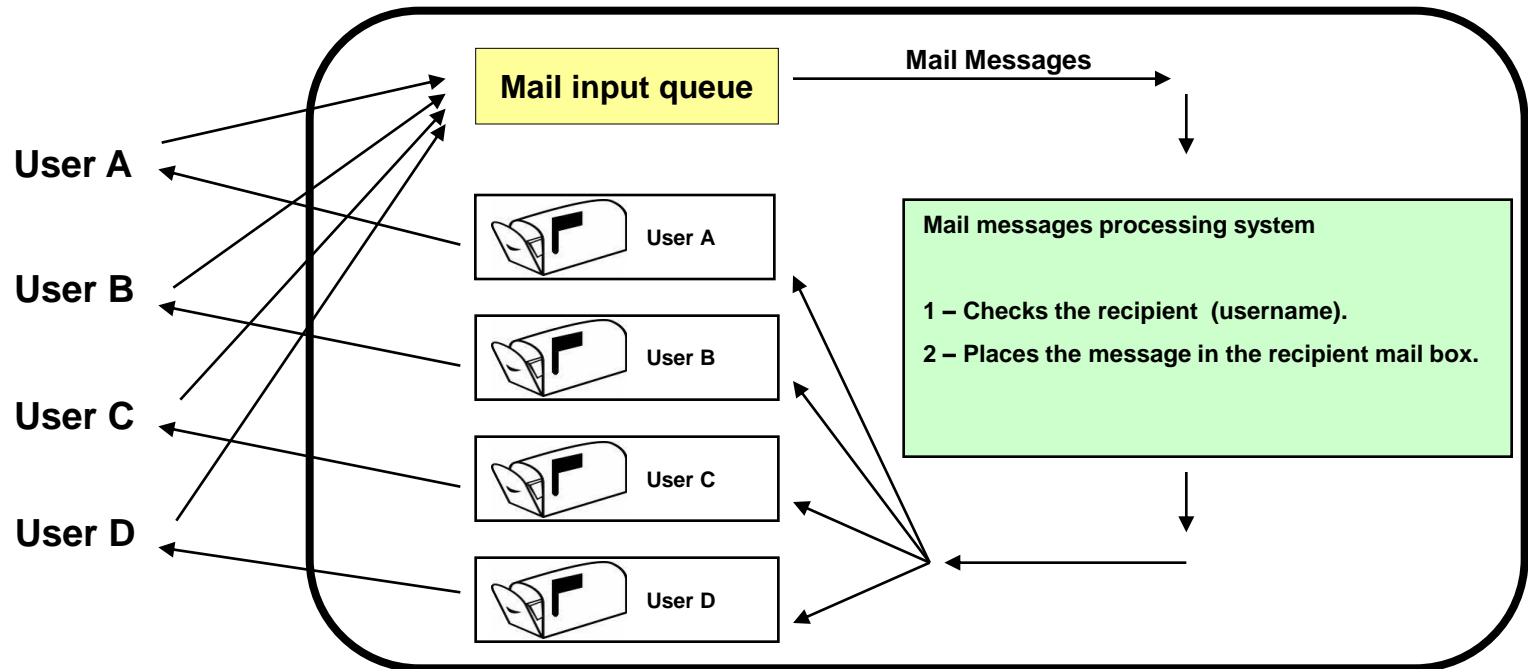 Mail input queue
Mail Messages
User A
User B
User C
User D
User A
User B
User C
User D
Mail messages processing system
1 – Checks the recipient (username).
2 – Places the message in the recipient mail box.